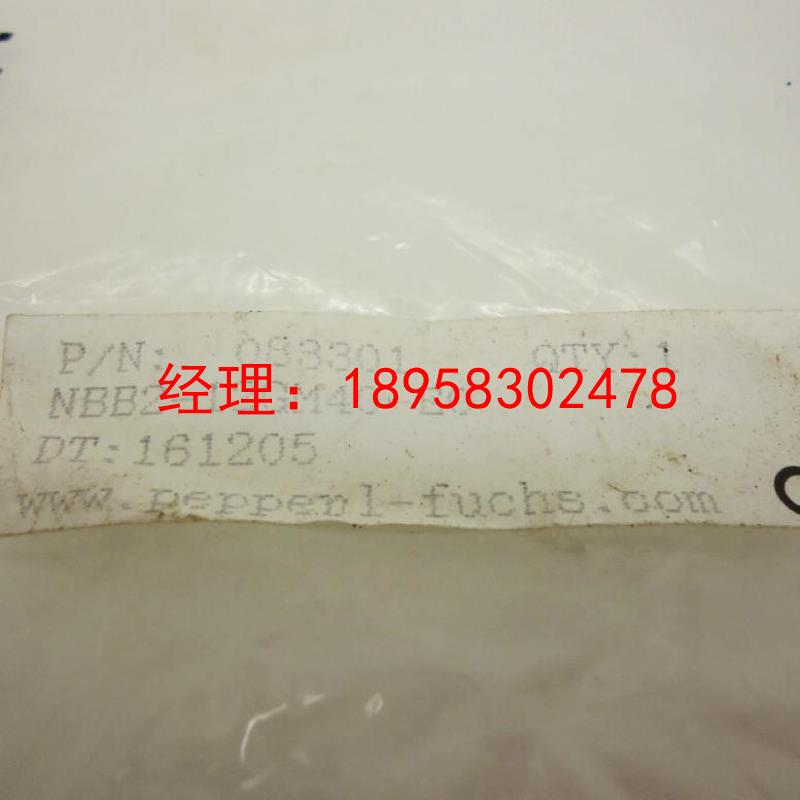 P/N: 083301 QTY:1
经理：18958302478
DT:161205
www.pepperl-fuchs.com